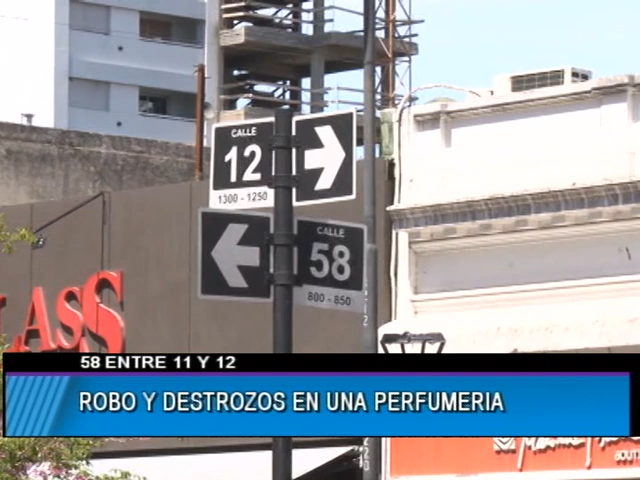 CALLE
12
1300 - 1250
CALLE
58
800 - 850
LASS
58 ENTRE 11 Y 12
ROBO Y DESTROZOS EN UNA PERFUMERIA